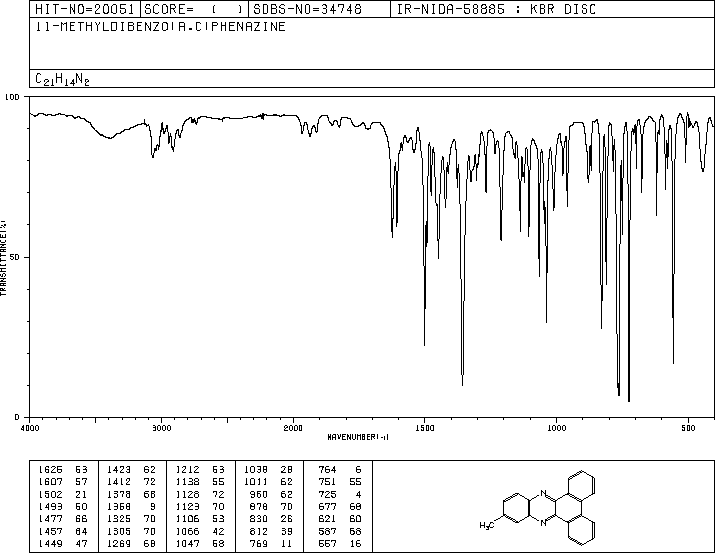 HIT-NO=20051 SCORE= ( ) SDBS-NO=34748 IR-NIDA-58885 : KBR DISC
11-METHYLDIBENZO(A,C)PHENAZINE
C21H14N2
100
50
0
TRANSMITTANCE(%)
4000 3000 2000 1500 1000 500
WAVENUMBER(-1)
1625 53 1423 62 1212 53 1038 28 764 6
1607 57 1412 72 1138 55 1011 62 751 55
1502 21 1378 66 1128 72 960 62 725 4
1493 50 1358 9 1123 70 878 70 677 68
1477 66 1325 70 1106 53 830 26 621 60
1457 64 1305 70 1066 42 812 39 587 68
1449 47 1269 68 1047 58 769 11 557 16
N
N
H3C